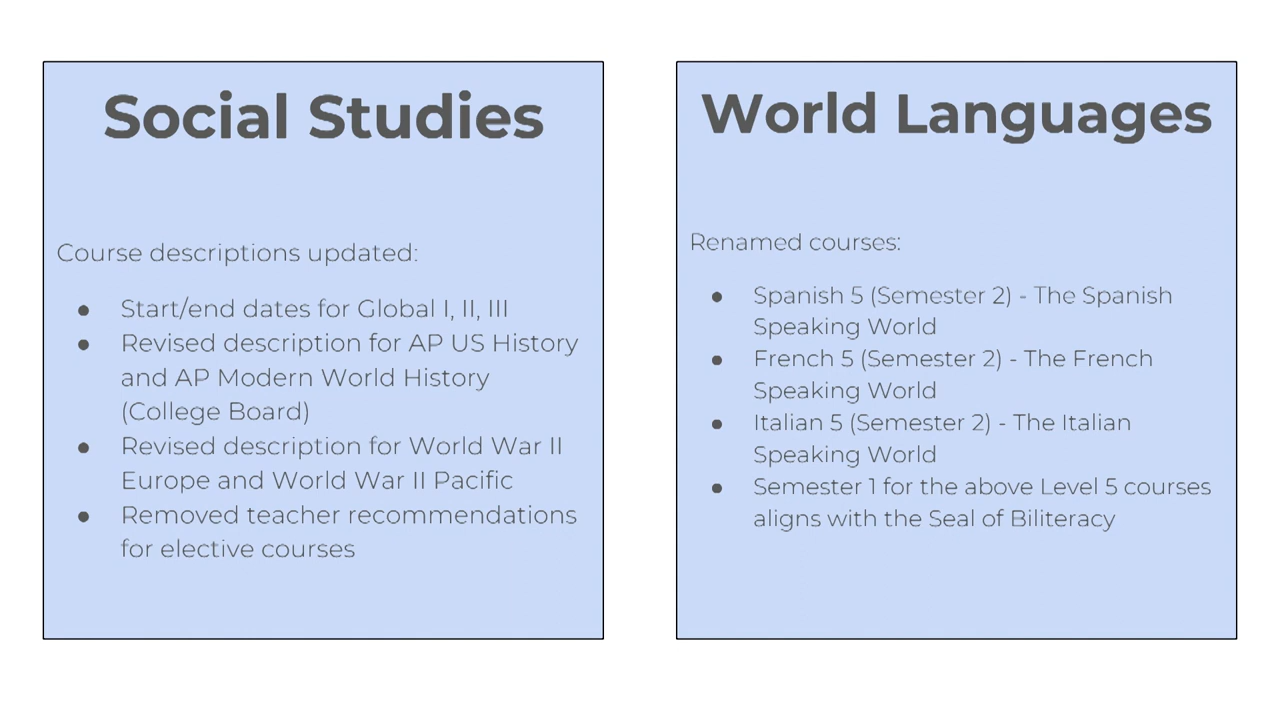 Social Studies
Course descriptions updated:
● Start/end dates for Global I, II, III
● Revised description for AP US History
and AP Modern World History
(College Board)
● Revised description for World War II
Europe and World War II Pacific
● Removed teacher recommendations
for elective courses
World Languages
Renamed courses:
● Spanish 5 (Semester 2) - The Spanish
Speaking World
● French 5 (Semester 2) - The French
Speaking World
● Italian 5 (Semester 2) - The Italian
Speaking World
● Semester 1 for the above Level 5 courses
aligns with the Seal of Biliteracy